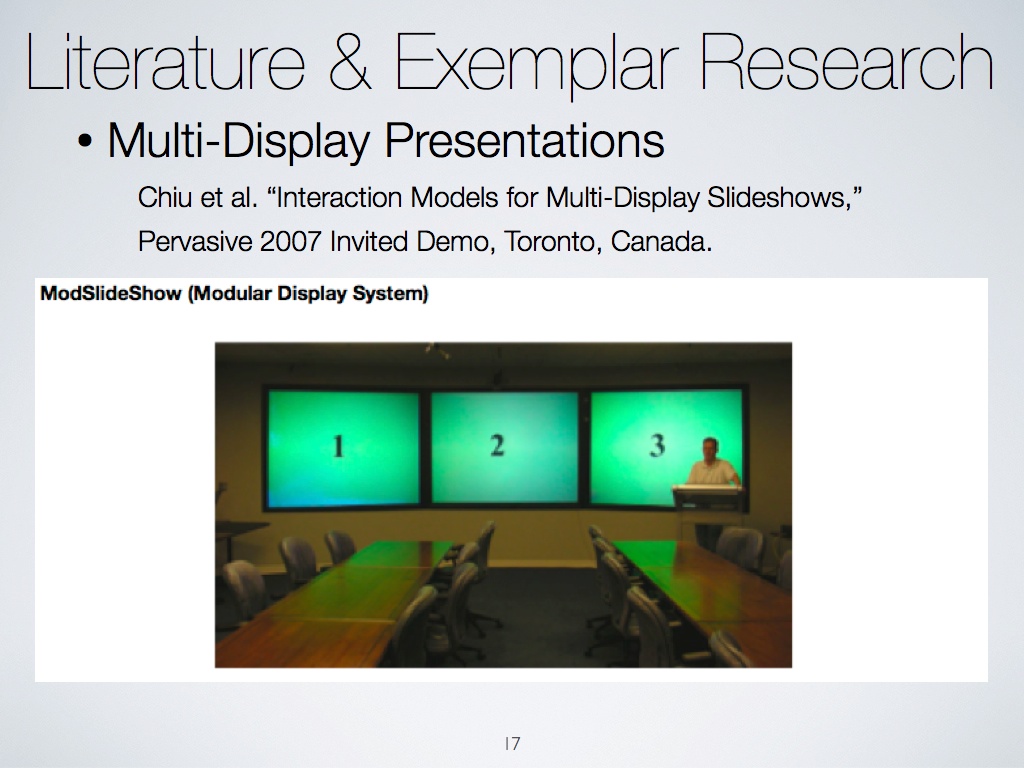 Literature & Exemplar Research
• Multi-Display Presentations
Chiu et al. “Interaction Models for Multi-Display Slideshows,”
Pervasive 2007 Invited Demo, Toronto, Canada.
ModSlideShow (Modular Display System)
1 2 3
17